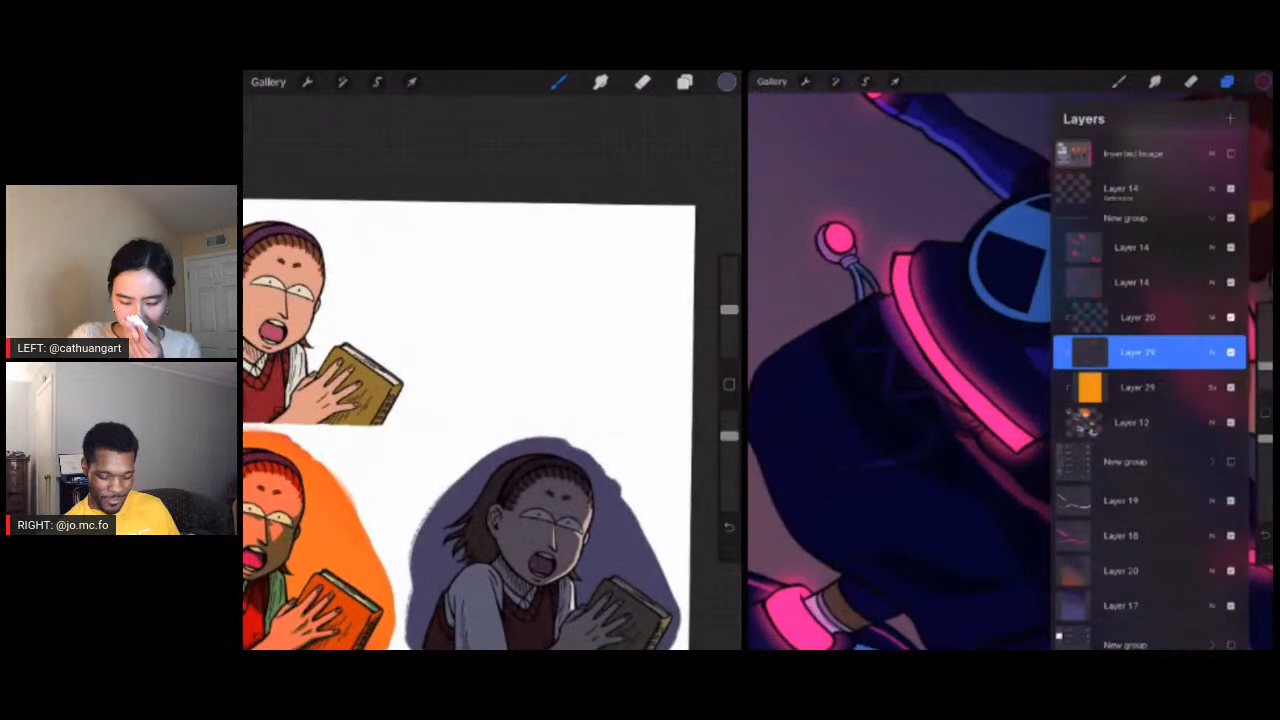 Gallery
Gallery
Layers
Inserted Image
Layer 14
Reference
New group
Layer 14
Layer 14
Layer 20
Layer 29
Layer 29
Layer 12
New group
Layer 19
Layer 18
Layer 20
Layer 17
New group
LEFT: @cathuangart
RIGHT: @jo.mc.fo